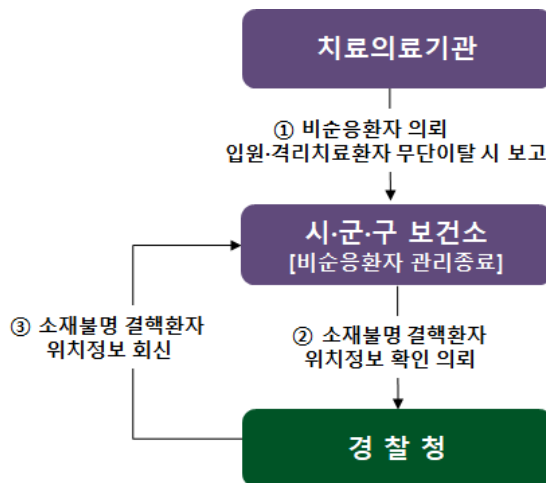 치료의료기관
① 비순응환자 의뢰
입원·격리치료환자 무단이탈 시 보고
시·군·구 보건소
[비순응환자 관리종료]
③ 소재불명 결핵환자
위치정보 회신
② 소재불명 결핵환자
위치정보 확인 의뢰
경 찰 청